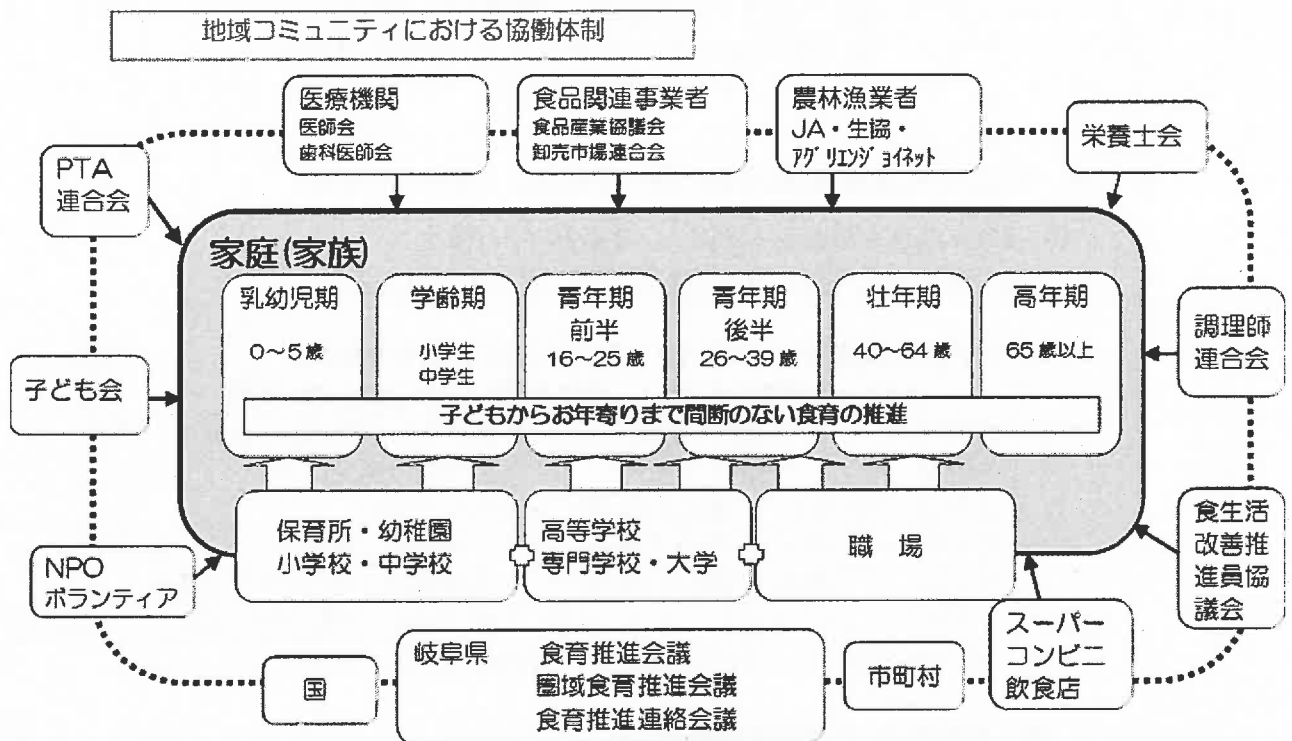 地域コミュニティにおける協働体制
医療機関
医師会
歯科医師会
食品関連事業者
食品産業協議会
卸売市場連合会
農林漁業者
JA・生協・
アグリエンジョイネット
栄養士会
PTA
連合会
家庭(家族)
乳幼児期
0～5歳
学齢期
小学生
中学生
青年期
前半
16～25歳
青年期
後半
26～39歳
壮年期
40～64歳
高年期
65歳以上
調理師
連合会
子ども会
子どもからお年寄りまで間断のない食育の推進
保育所・幼稚園
小学校・中学校
高等学校
専門学校・大学
職 場
食生活
改善推
進員協
議会
NPO
ボランティア
スーパー
コンビニ
飲食店
国
岐阜県 食育推進会議
圏域食育推進会議
食育推進連絡会議
市町村